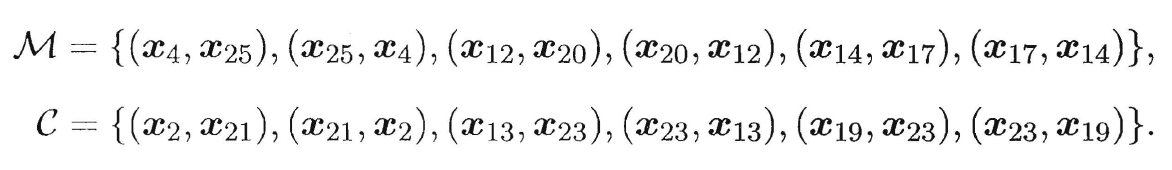 ℳ = {(𝒙₄, 𝒙₂₅), (𝒙₂₅, 𝒙₄), (𝒙₁₂, 𝒙₂₀), (𝒙₂₀, 𝒙₁₂), (𝒙₁₄, 𝒙₁₇), (𝒙₁₇, 𝒙₁₄)},
𝒞 = {(𝒙₂, 𝒙₂₁), (𝒙₂₁, 𝒙₂), (𝒙₁₃, 𝒙₂₃), (𝒙₂₃, 𝒙₁₃), (𝒙₁₉, 𝒙₂₃), (𝒙₂₃, 𝒙₁₉)}.